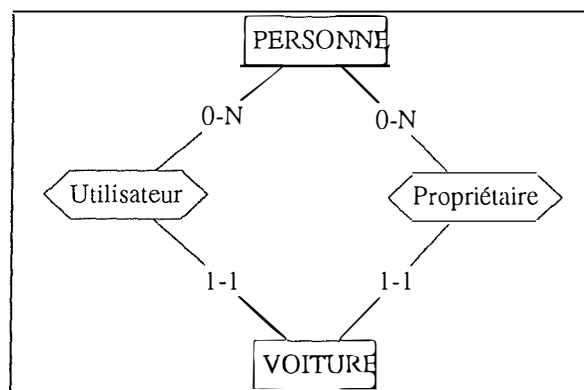 PERSONNE
0-N 0-N
Utilisateur Propriétaire
1-1 1-1
VOITURE